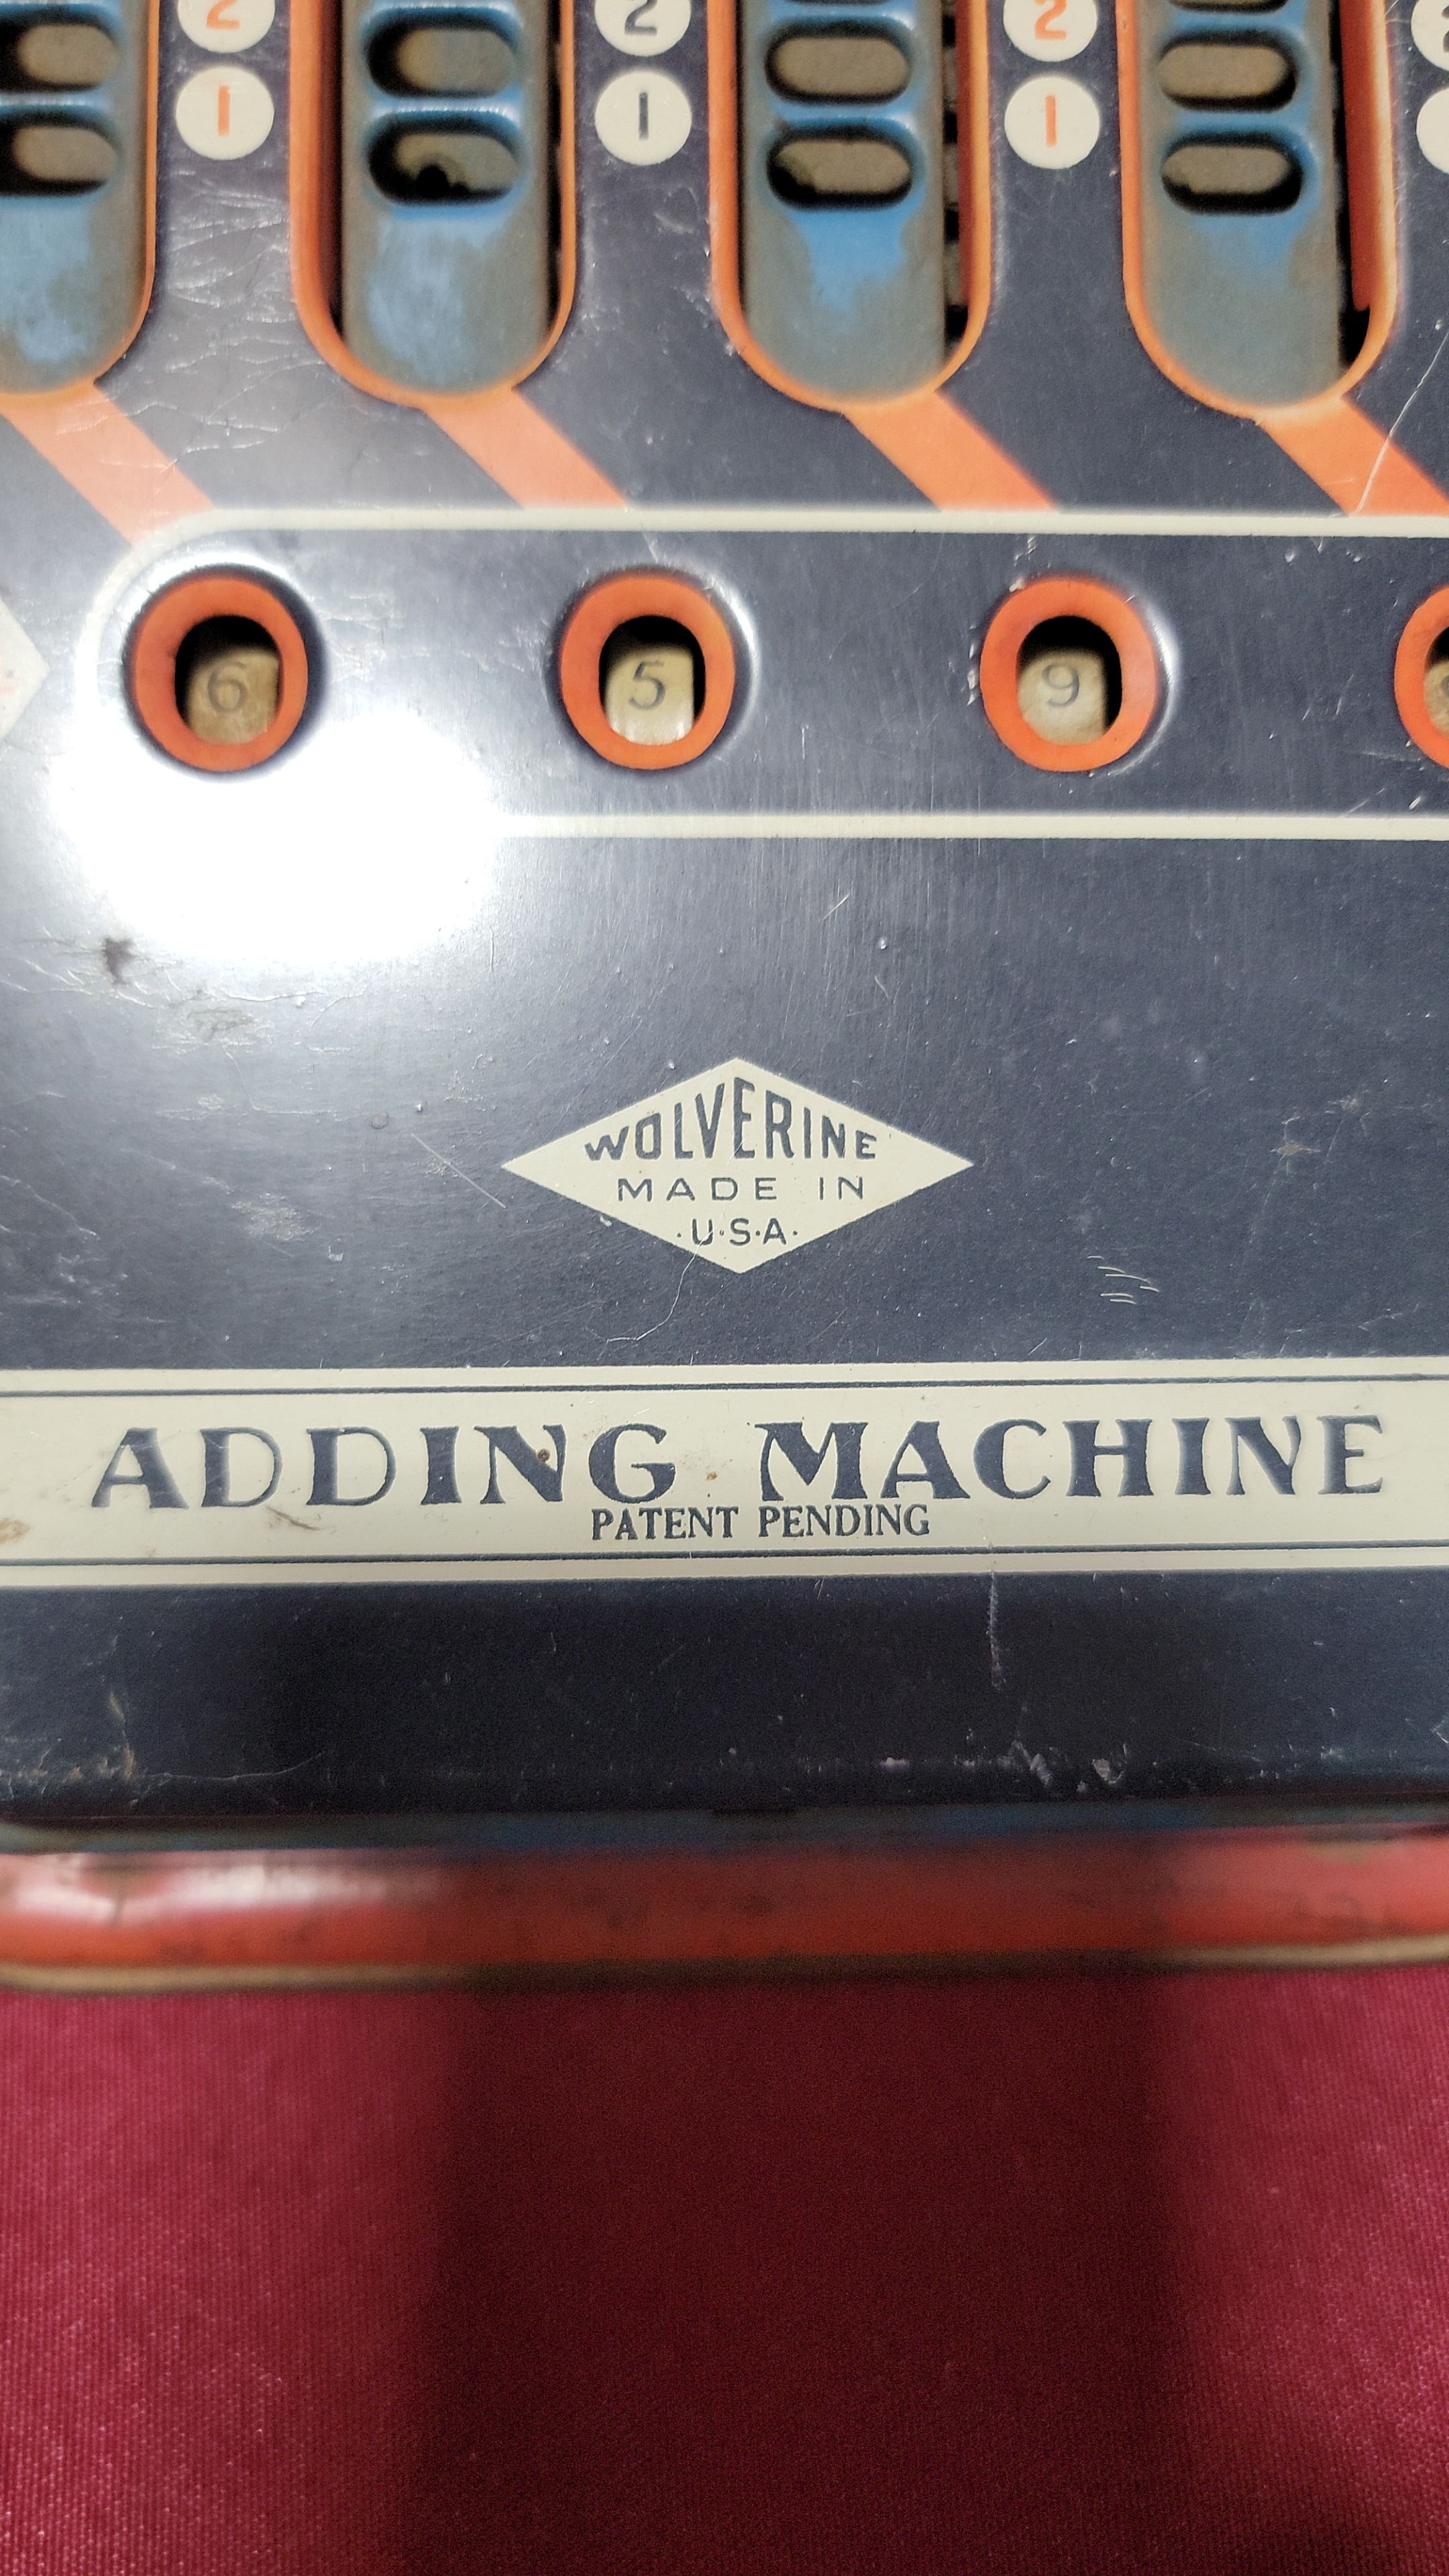 2 2 2
1 1 1
6 5 9
WOLVERINE
MADE IN
·U·S·A·
ADDING MACHINE
PATENT PENDING